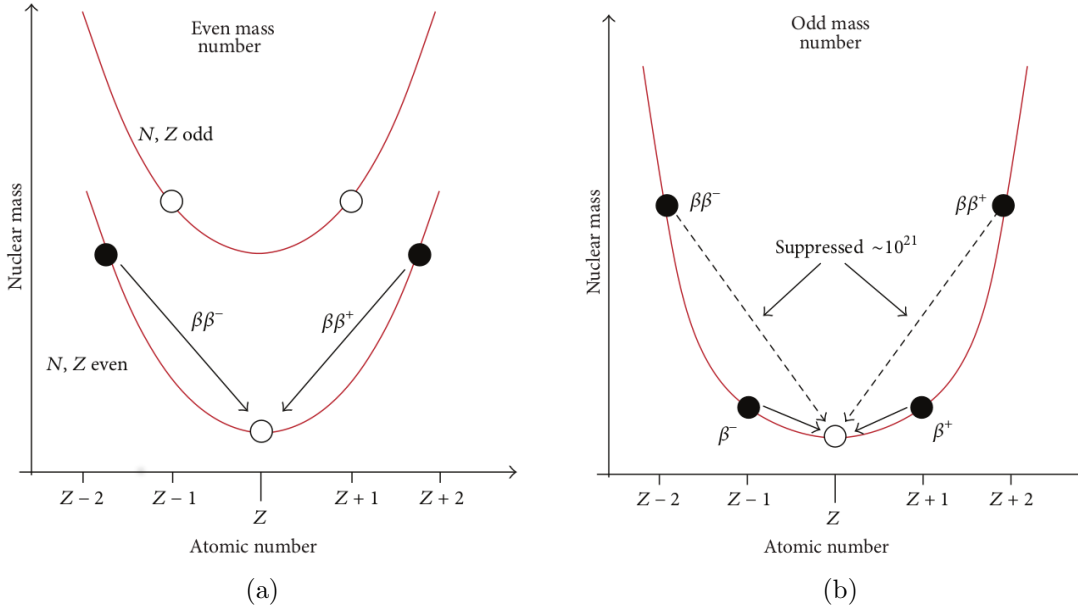 Even mass
number
N, Z odd
Nuclear mass
ββ⁻
ββ⁺
N, Z even
Z − 2
Z − 1
Z
Z + 1
Z + 2
Atomic number
(a)
Odd mass
number
ββ⁻
ββ⁺
Suppressed ~10²¹
Nuclear mass
β⁻
β⁺
Z − 2
Z − 1
Z
Z + 1
Z + 2
Atomic number
(b)